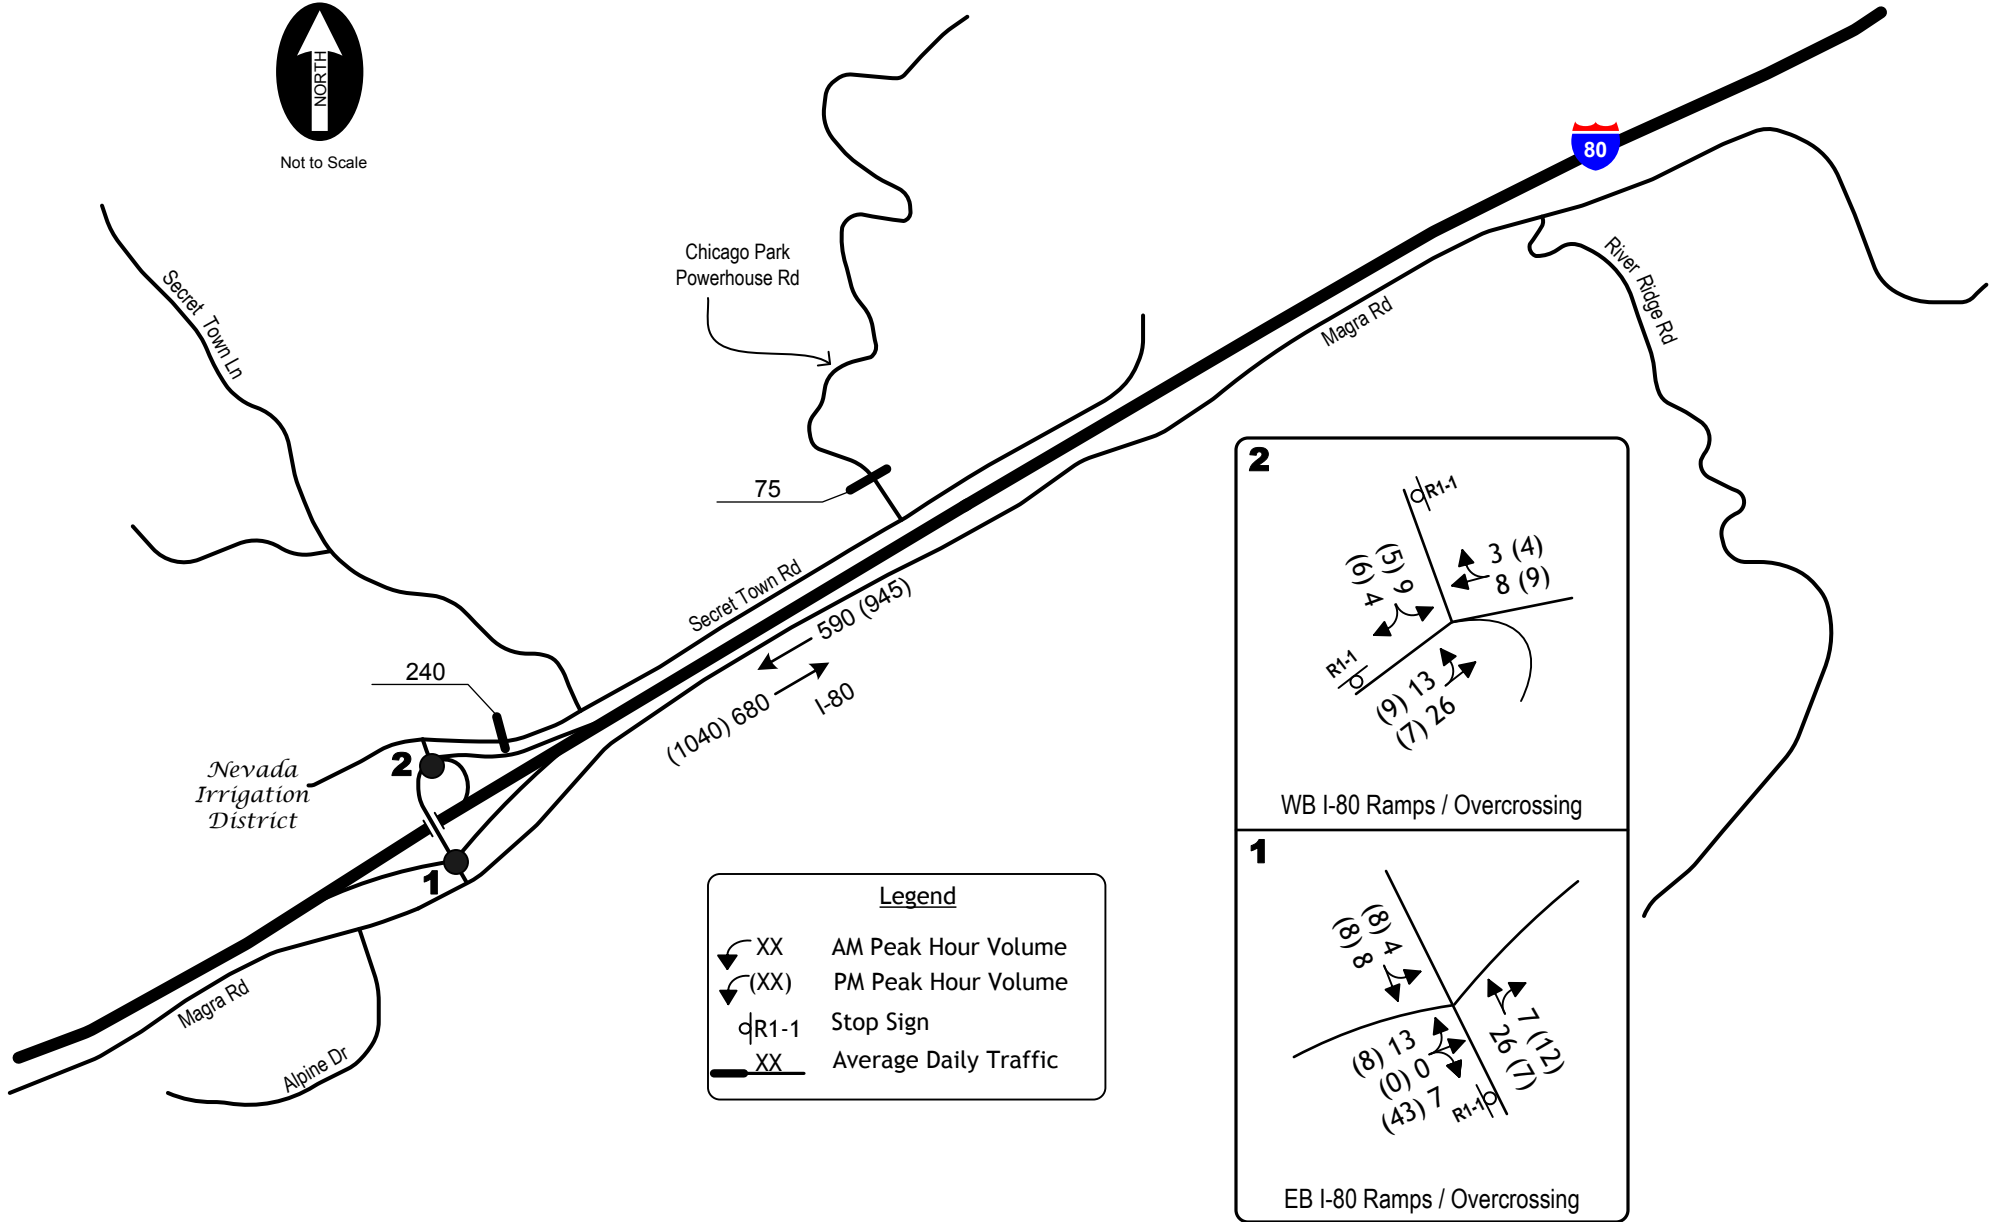 NORTH
Not to Scale
80
Chicago Park
Powerhouse Rd
Secret Town Ln
River Ridge Rd
Magra Rd
75
Secret Town Rd
590 (945)
(1040) 680
I-80
240
2
Nevada
Irrigation
District
1
Magra Rd
Alpine Dr
Legend
XX AM Peak Hour Volume
(XX) PM Peak Hour Volume
R1-1 Stop Sign
XX Average Daily Traffic
2
R1-1
3 (4)
8 (9)
(5) 9
(6) 4
R1-1
(9) 13
(7) 26
WB I-80 Ramps / Overcrossing
1
(8) 4
(8) 8
7 (12)
26 (7)
(8) 13
(0) 0
(43) 7
R1-1
EB I-80 Ramps / Overcrossing